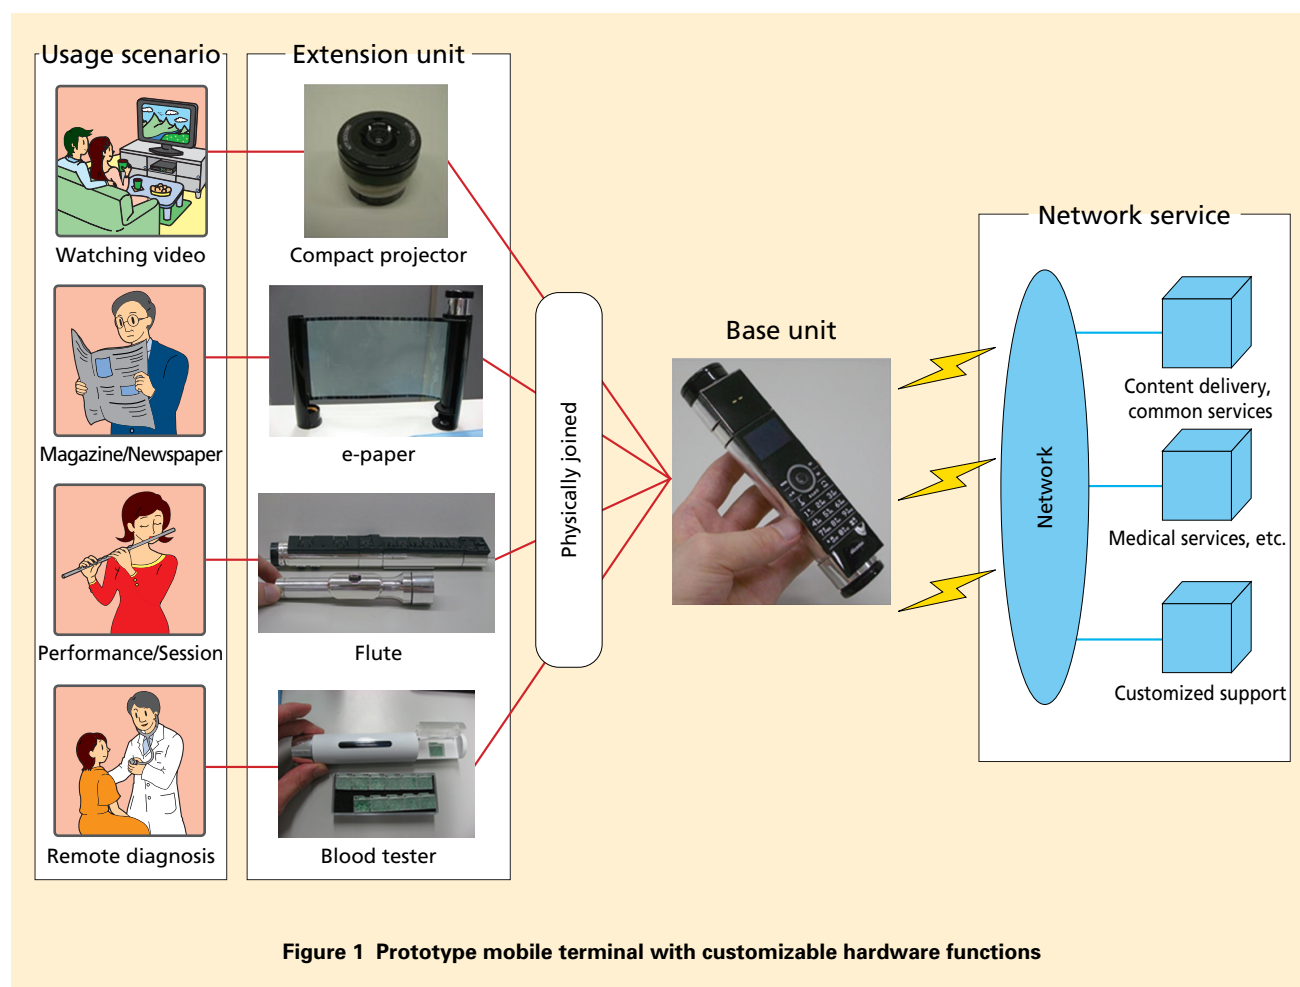 Usage scenario
Extension unit
Watching video
Compact projector
Magazine/Newspaper
e-paper
Performance/Session
Flute
Remote diagnosis
Blood tester
Physically joined
Base unit
Network service
Network
Content delivery,
common services
Medical services, etc.
Customized support
Figure 1 Prototype mobile terminal with customizable hardware functions